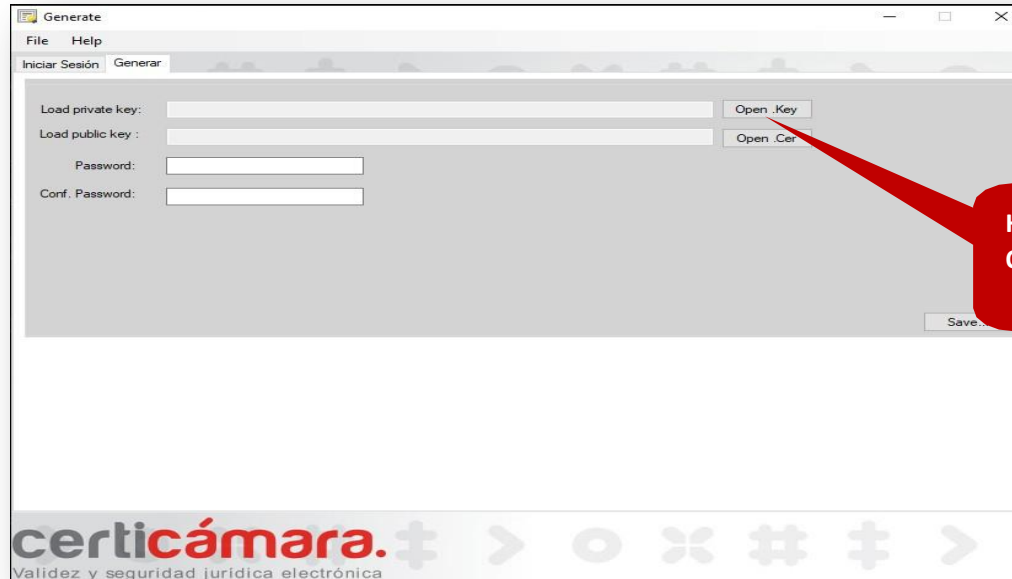 Generate
File Help
Iniciar Sesión Generar
Load private key: Open .Key
Load public key : Open .Cer
Password:
Conf. Password:
Save...
certicámara.
Validez y seguridad jurídica electrónica